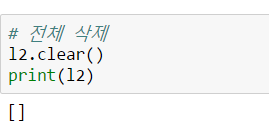 # 전체 삭제
l2.clear()
print(l2)
[]